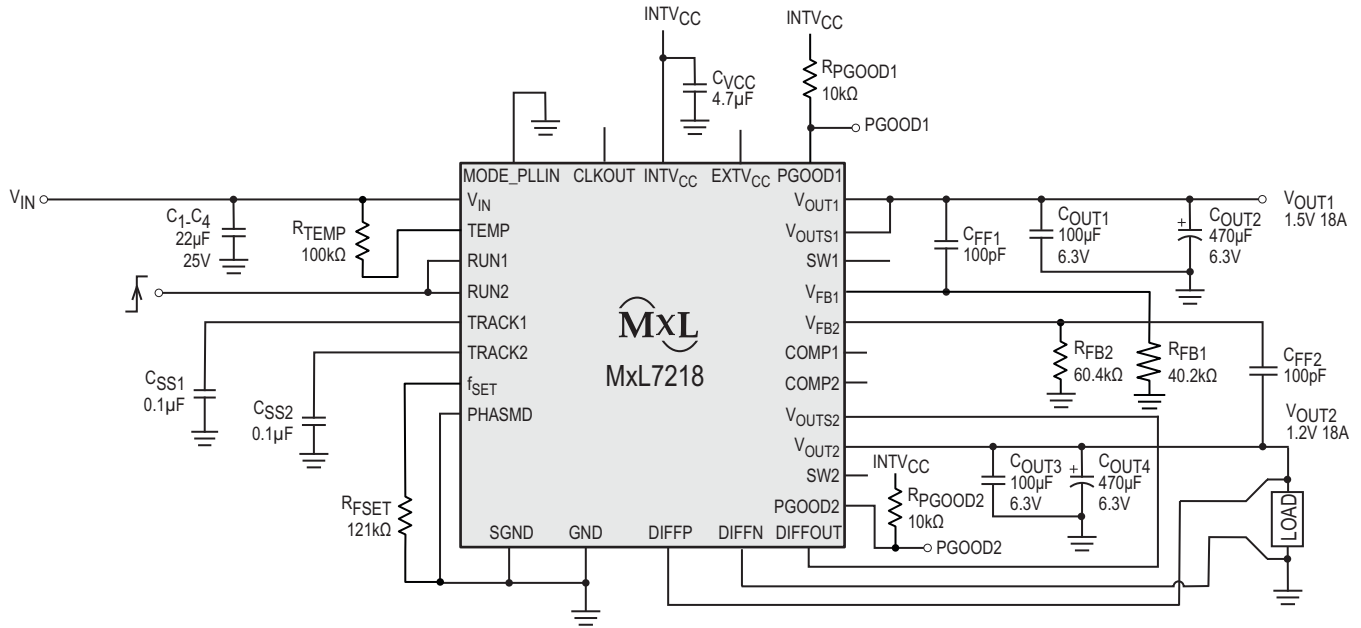 INTVCC
INTVCC
CVCC
4.7µF
RPGOOD1
10kΩ
PGOOD1
MODE_PLLIN
CLKOUT
INTVCC
EXTVCC
PGOOD1
VIN
C1-C4
22µF
25V
RTEMP
100kΩ
VIN
TEMP
RUN1
RUN2
TRACK1
TRACK2
fSET
PHASMD
CSS1
0.1µF
CSS2
0.1µF
RFSET
121kΩ
MXL
MxL7218
VOUT1
VOUTS1
SW1
VFB1
VFB2
COMP1
COMP2
VOUTS2
VOUT2
SW2
PGOOD2
SGND
GND
DIFFP
DIFFN
DIFFOUT
CFF1
100pF
COUT1
100µF
6.3V
+
COUT2
470µF
6.3V
VOUT1
1.5V 18A
RFB2
60.4kΩ
RFB1
40.2kΩ
CFF2
100pF
VOUT2
1.2V 18A
INTVCC
RPGOOD2
10kΩ
PGOOD2
COUT3
100µF
6.3V
+
COUT4
470µF
6.3V
LOAD